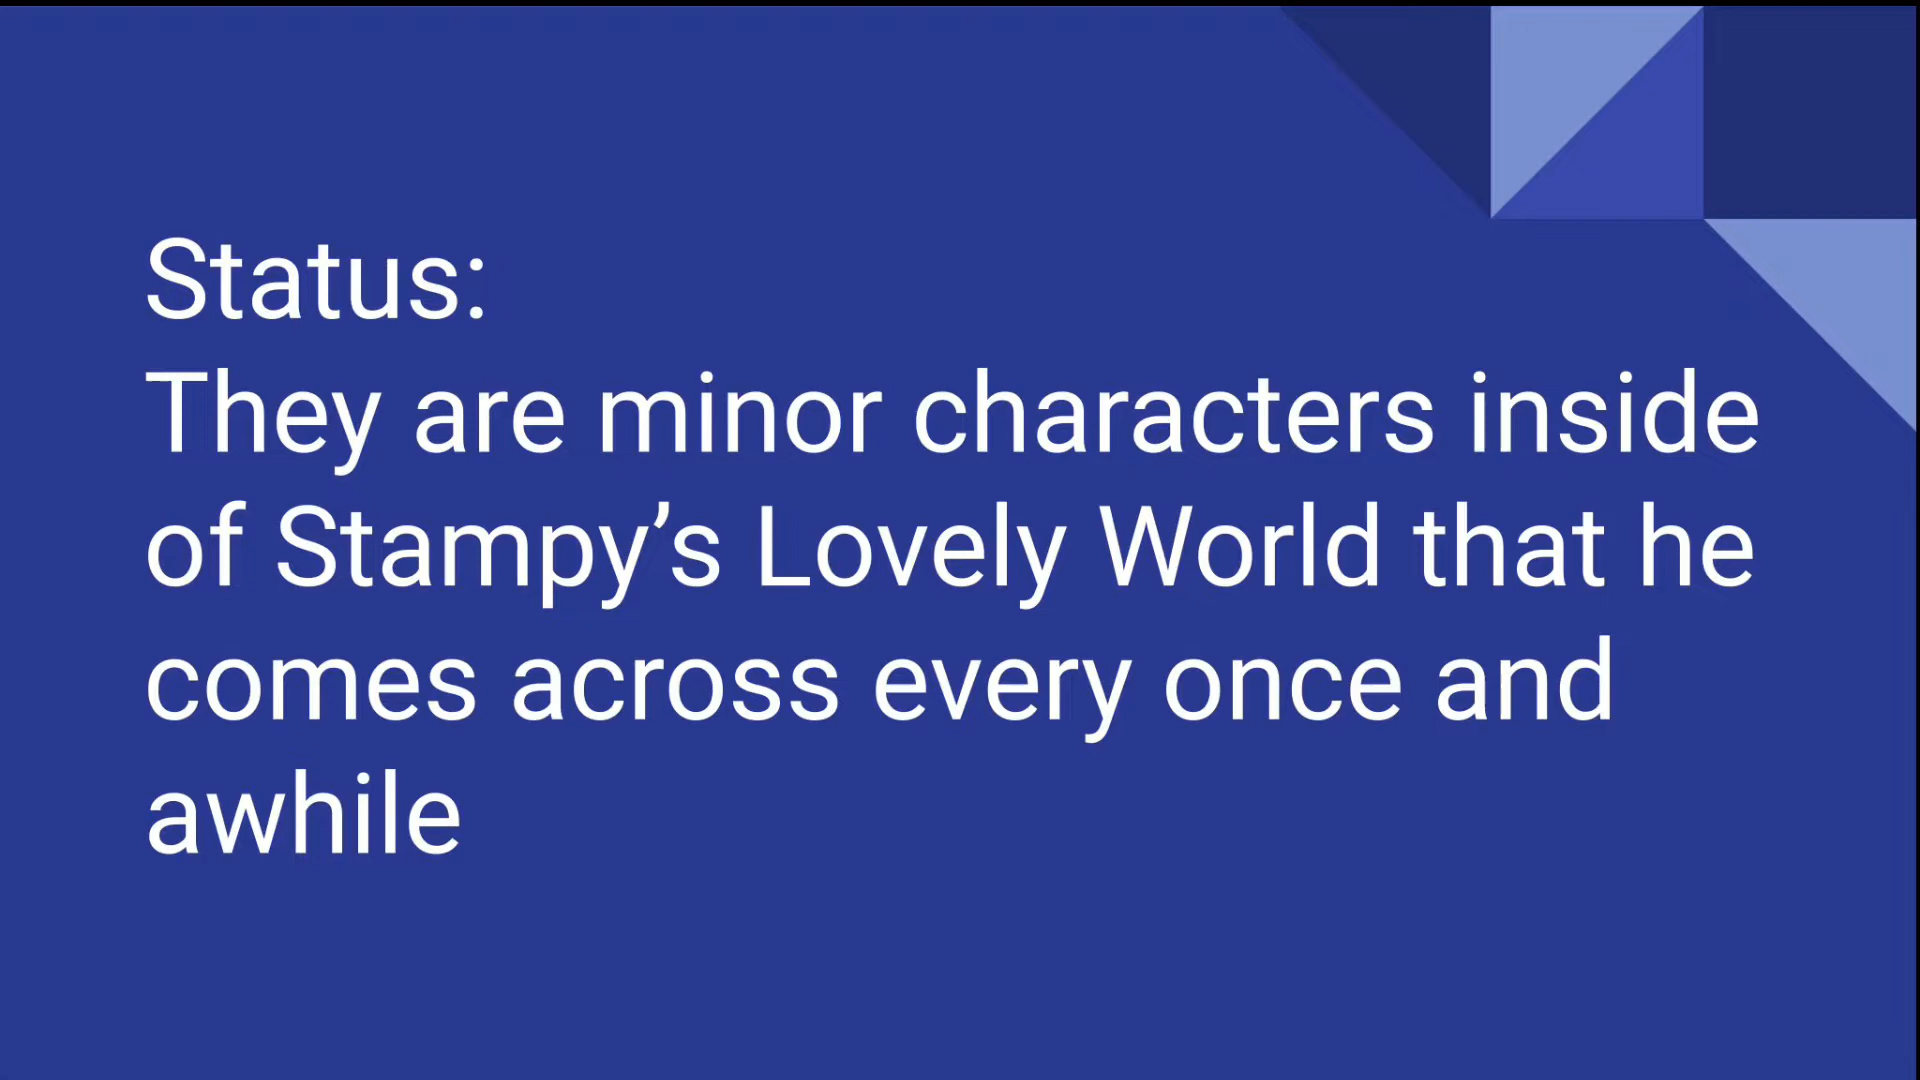 Status:
They are minor characters inside
of Stampy’s Lovely World that he
comes across every once and
awhile